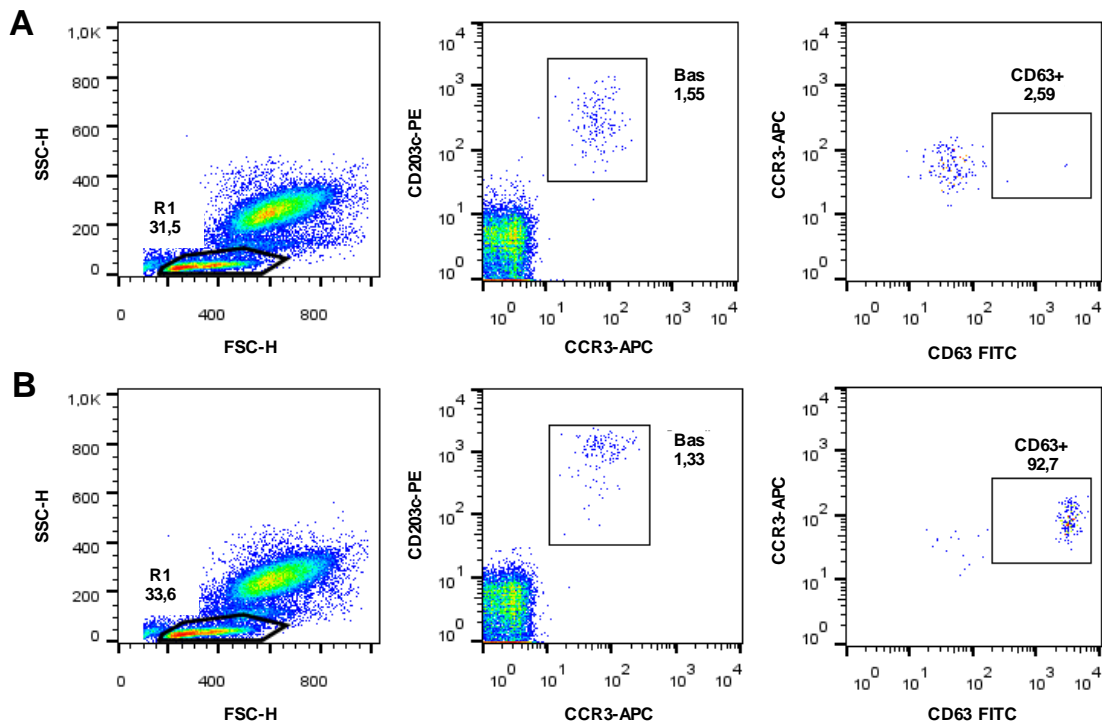 A
1,0K
800
600
400
200
0
SSC-H
R1
31,5
0 400 800
FSC-H
10^4
10^3
10^2
10^1
10^0
CD203c-PE
Bas
1,55
10^0 10^1 10^2 10^3 10^4
CCR3-APC
10^4
10^3
10^2
10^1
10^0
CCR3-APC
CD63+
2,59
10^0 10^1 10^2 10^3 10^4
CD63 FITC
B
1,0K
800
600
400
200
0
SSC-H
R1
33,6
0 400 800
FSC-H
10^4
10^3
10^2
10^1
10^0
CD203c-PE
Bas
1,33
10^0 10^1 10^2 10^3 10^4
CCR3-APC
10^4
10^3
10^2
10^1
10^0
CCR3-APC
CD63+
92,7
10^0 10^1 10^2 10^3 10^4
CD63 FITC